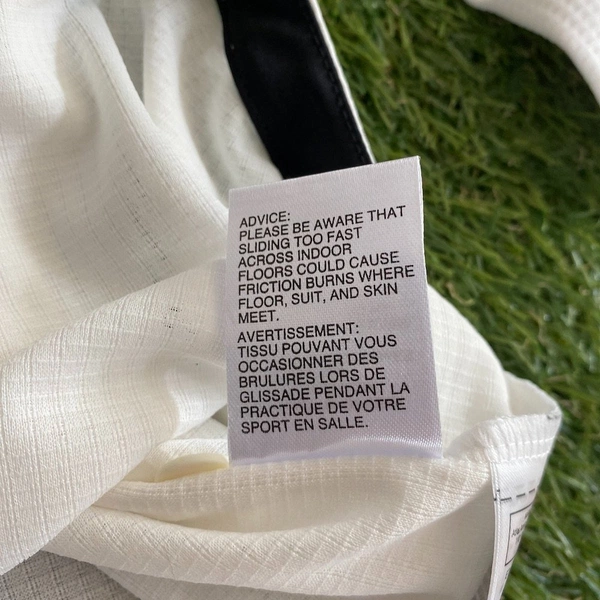 ADVICE:
PLEASE BE AWARE THAT
SLIDING TOO FAST
ACROSS INDOOR
FLOORS COULD CAUSE
FRICTION BURNS WHERE
FLOOR, SUIT, AND SKIN
MEET.
AVERTISSEMENT:
TISSU POUVANT VOUS
OCCASIONNER DES
BRULURES LORS DE
GLISSADE PENDANT LA
PRACTIQUE DE VOTRE
SPORT EN SALLE.